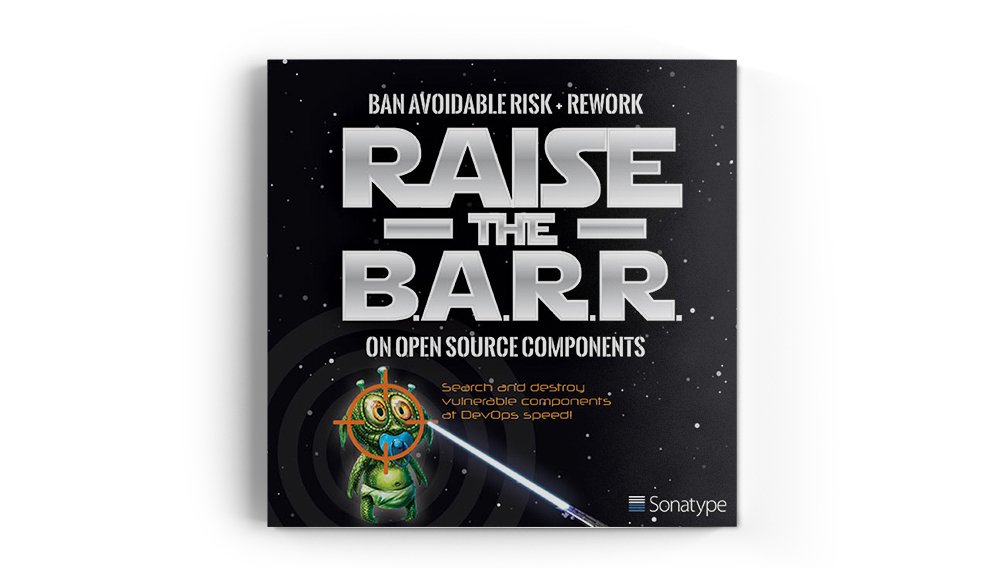 BAN AVOIDABLE RISK + REWORK
RAISE
THE
B.A.R.R.
ON OPEN SOURCE COMPONENTS
Search and destroy
vulnerable components
at DevOps speed!
Sonatype